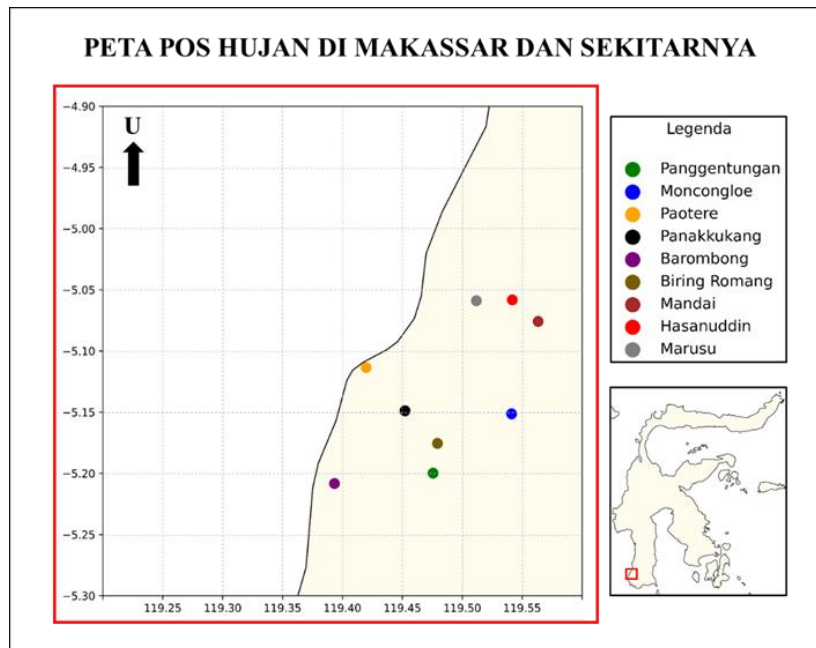 PETA POS HUJAN DI MAKASSAR DAN SEKITARNYA
U
−4.90
−4.95
−5.00
−5.05
−5.10
−5.15
−5.20
−5.25
−5.30
119.25 119.30 119.35 119.40 119.45 119.50 119.55
Legenda
Panggentungan
Moncongloe
Paotere
Panakkukang
Barombong
Biring Romang
Mandai
Hasanuddin
Marusu